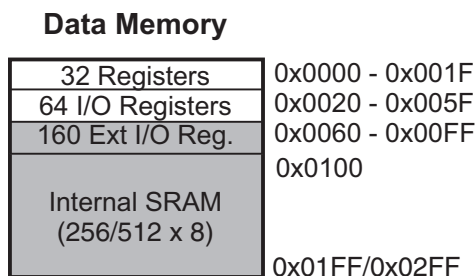 Data Memory
32 Registers 0x0000 - 0x001F
64 I/O Registers 0x0020 - 0x005F
160 Ext I/O Reg. 0x0060 - 0x00FF
0x0100
Internal SRAM
(256/512 x 8)
0x01FF/0x02FF